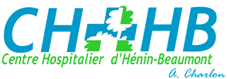 CH HB
Centre Hospitalier d'Hénin-Beaumont
A. Charlon